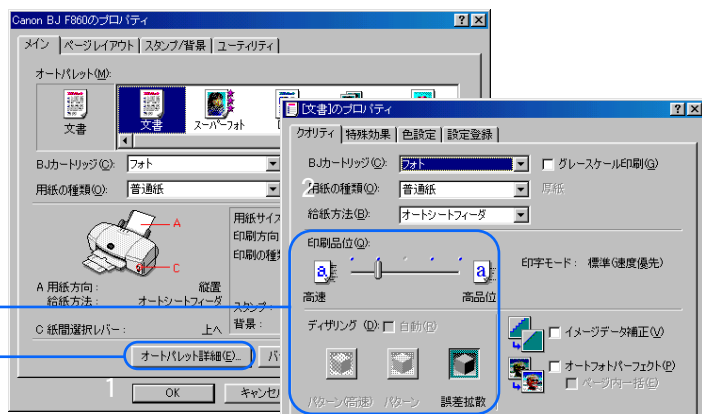 Canon BJ F860のプロパティ
メイン ページレイアウト スタンプ/背景 ユーティリティ
オートパレット(M):
文書 文書 スーパーフォト
BJカートリッジ(C): フォト
用紙の種類(O): 普通紙
A
C
用紙サイズ
印刷方向
印刷の種
A 用紙方向: 縦置
給紙方法: オートシートフィーダ
スタンプ:
C 紙間選択レバー: 上へ
背景:
オートパレット詳細(E)...
1
OK キャンセ
[文書]のプロパティ
クオリティ 特殊効果 色設定 設定登録
BJカートリッジ(C): フォト グレースケール印刷(G)
2
用紙の種類(O): 普通紙 厚紙
給紙方法(B): オートシートフィーダ
印刷品位(Q):
a a
印字モード: 標準(速度優先)
高速 高品位
ディザリング (D): 自動(R)
イメージデータ補正(V)
オートフォトパーフェクト(P)
ページ内一括(E)
パターン(高速) パターン 誤差拡散